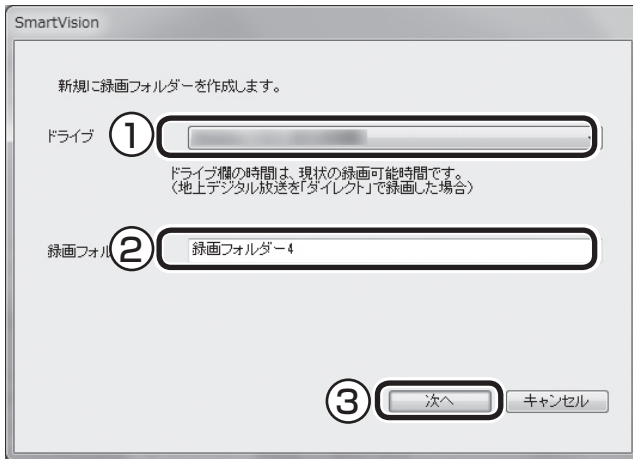 SmartVision
新規に録画フォルダーを作成します。
ドライブ ①
ドライブ欄の時間は、現状の録画可能時間です。
(地上デジタル放送を「ダイレクト」で録画した場合)
録画フォル ② 録画フォルダー4
③ 次へ キャンセル